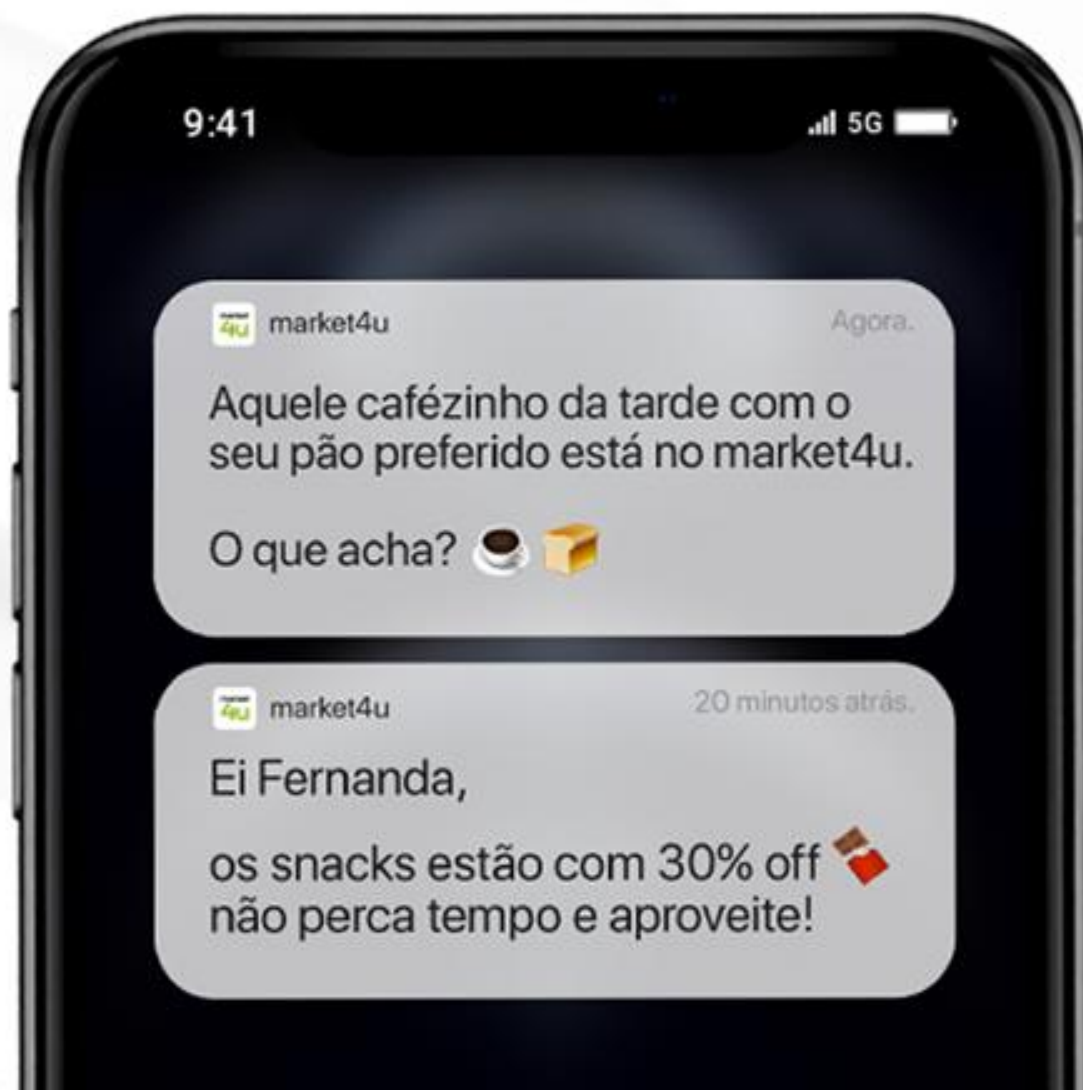 9:41
5G
market4u
Agora.
Aquele cafézinho da tarde com o
seu pão preferido está no market4u.
O que acha? ☕ 🍞
market4u
20 minutos atrás.
Ei Fernanda,
os snacks estão com 30% off 🍫
não perca tempo e aproveite!